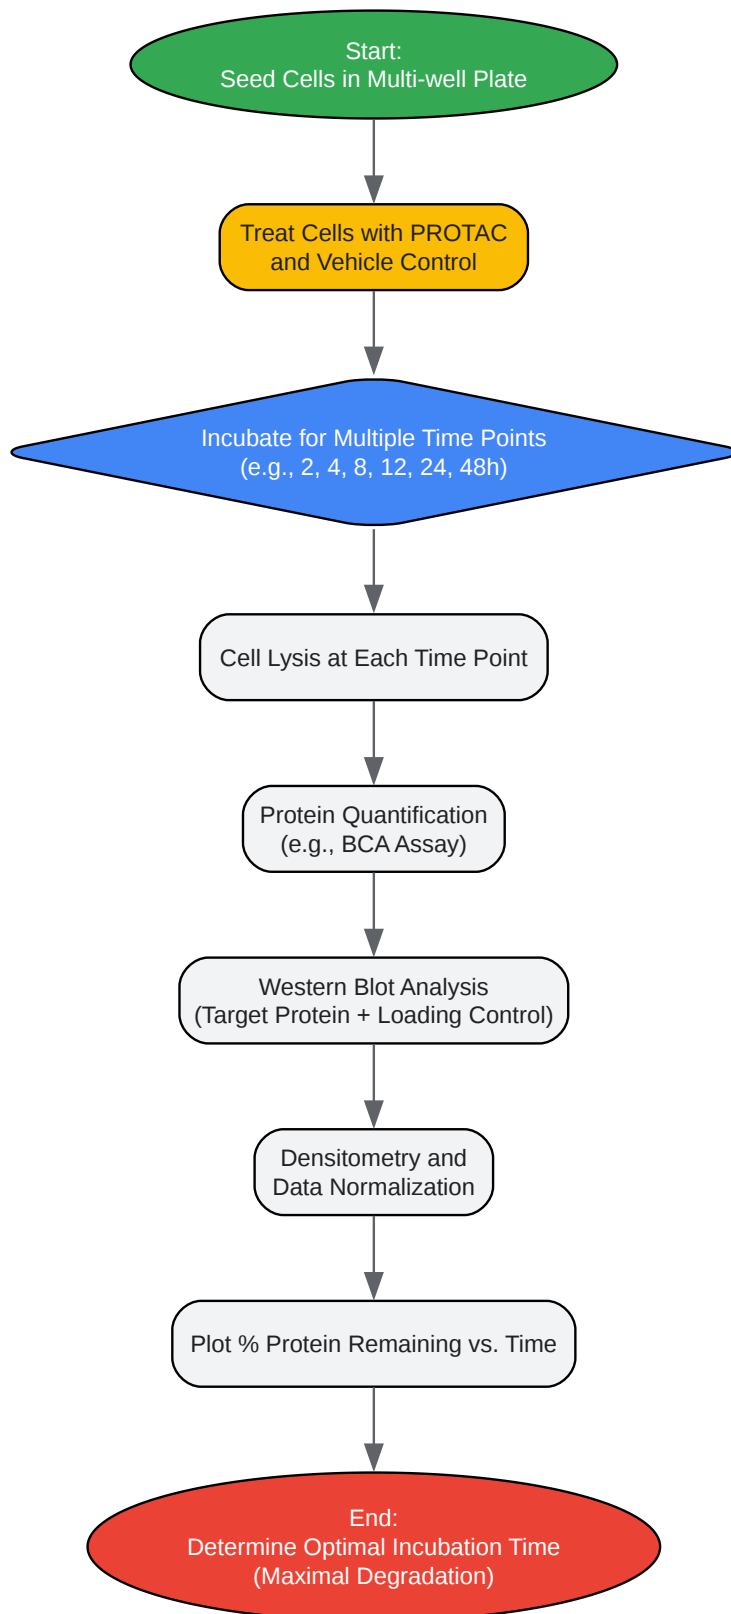 Start:
Seed Cells in Multi-well Plate
Treat Cells with PROTAC
and Vehicle Control
Incubate for Multiple Time Points
(e.g., 2, 4, 8, 12, 24, 48h)
Cell Lysis at Each Time Point
Protein Quantification
(e.g., BCA Assay)
Western Blot Analysis
(Target Protein + Loading Control)
Densitometry and
Data Normalization
Plot % Protein Remaining vs. Time
End:
Determine Optimal Incubation Time
(Maximal Degradation)